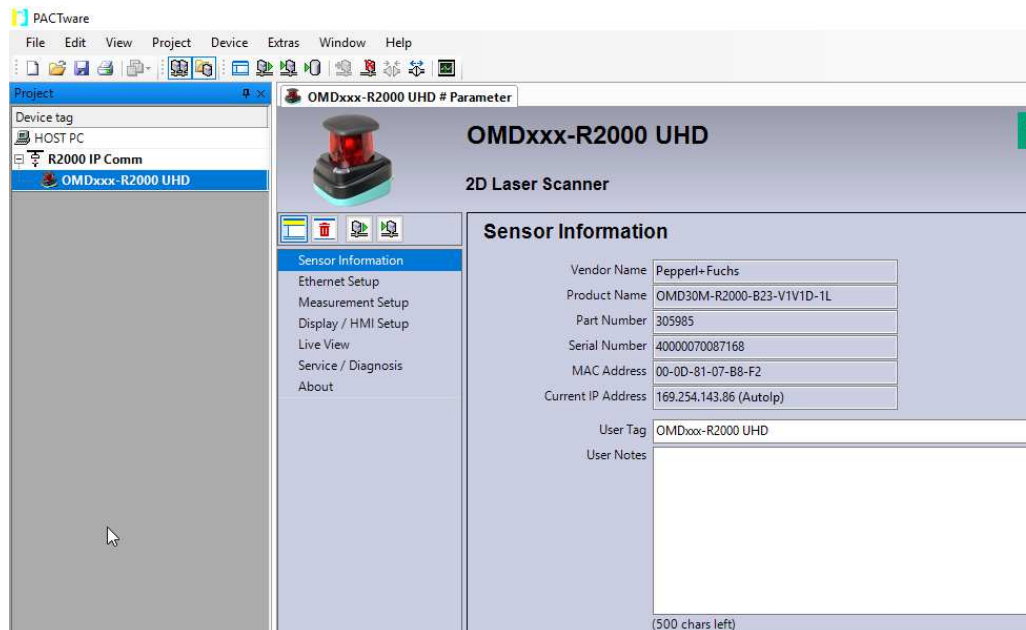 PACTware
File Edit View Project Device Extras Window Help
Project
OMDxxx-R2000 UHD # Parameter
Device tag
HOST PC
R2000 IP Comm
OMDxxx-R2000 UHD
OMDxxx-R2000 UHD
2D Laser Scanner
Sensor Information
Ethernet Setup
Measurement Setup
Display / HMI Setup
Live View
Service / Diagnosis
About
Sensor Information
Vendor Name Pepperl+Fuchs
Product Name OMD30M-R2000-B23-V1V1D-1L
Part Number 305985
Serial Number 40000070087168
MAC Address 00-0D-81-07-B8-F2
Current IP Address 169.254.143.86 (AutoIp)
User Tag OMDxxx-R2000 UHD
User Notes
(500 chars left)